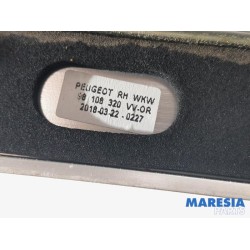 PEUGEOT RH WKW
108 320 VV-OR
2018-03-22 - 0227
MARESIA